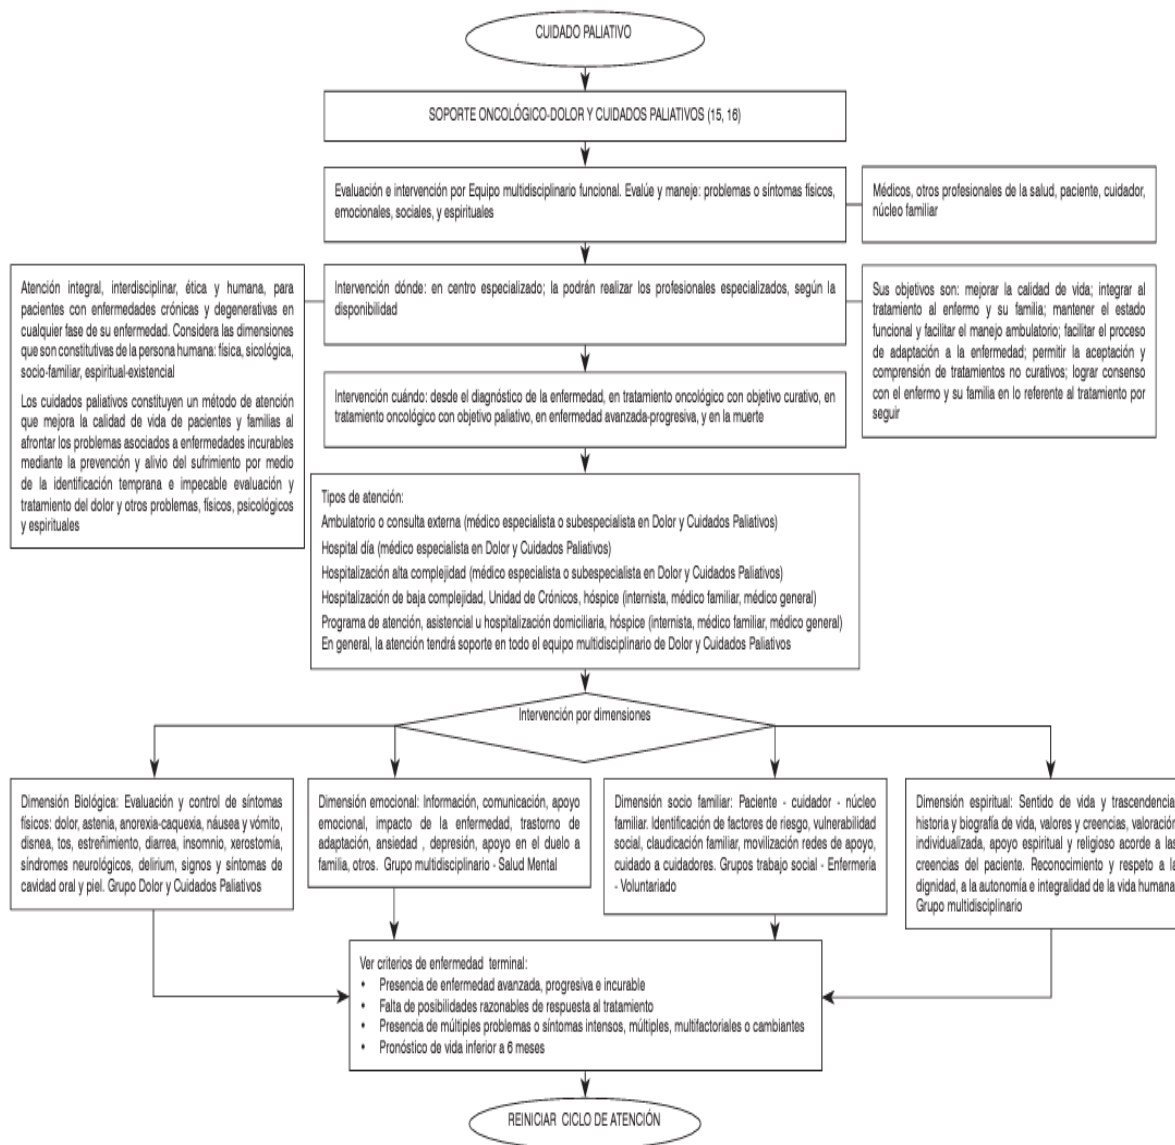 CUIDADO PALIATIVO
SOPORTE ONCOLÓGICO-DOLOR Y CUIDADOS PALIATIVOS (15, 16)
Evaluación e intervención por Equipo multidisciplinario funcional. Evalúe y maneje: problemas o síntomas físicos,
emocionales, sociales, y espirituales
Médicos, otros profesionales de la salud, paciente, cuidador,
núcleo familiar
Atención integral, interdisciplinar, ética y humana, para
pacientes con enfermedades crónicas y degenerativas en
cualquier fase de su enfermedad. Considera las dimensiones
que son constitutivas de la persona humana: física, sicológica,
socio-familiar, espiritual-existencial
Los cuidados paliativos constituyen un método de atención
que mejora la calidad de vida de pacientes y familias al
afrontar los problemas asociados a enfermedades incurables
mediante la prevención y alivio del sufrimiento por medio
de la identificación temprana e impecable evaluación y
tratamiento del dolor y otros problemas, físicos, psicológicos
y espirituales
Intervención dónde: en centro especializado; la podrán realizar los profesionales especializados, según la
disponibilidad
Sus objetivos son: mejorar la calidad de vida; integrar al
tratamiento al enfermo y su familia; mantener el estado
funcional y facilitar el manejo ambulatorio; facilitar el proceso
de adaptación a la enfermedad; permitir la aceptación y
comprensión de tratamientos no curativos; lograr consenso
con el enfermo y su familia en lo referente al tratamiento por
seguir
Intervención cuándo: desde el diagnóstico de la enfermedad, en tratamiento oncológico con objetivo curativo, en
tratamiento oncológico con objetivo paliativo, en enfermedad avanzada-progresiva, y en la muerte
Tipos de atención:
Ambulatorio o consulta externa (médico especialista o subespecialista en Dolor y Cuidados Paliativos)
Hospital día (médico especialista en Dolor y Cuidados Paliativos)
Hospitalización alta complejidad (médico especialista o subespecialista en Dolor y Cuidados Paliativos)
Hospitalización de baja complejidad, Unidad de Crónicos, hóspice (internista, médico familiar, médico general)
Programa de atención, asistencial u hospitalización domiciliaria, hóspice (internista, médico familiar, médico general)
En general, la atención tendrá soporte en todo el equipo multidisciplinario de Dolor y Cuidados Paliativos
Intervención por dimensiones
Dimensión Biológica: Evaluación y control de síntomas
físicos: dolor, astenia, anorexia-caquexia, náusea y vómito,
disnea, tos, estreñimiento, diarrea, insomnio, xerostomía,
síndromes neurológicos, delirium, signos y síntomas de
cavidad oral y piel. Grupo Dolor y Cuidados Paliativos
Dimensión emocional: Información, comunicación, apoyo
emocional, impacto de la enfermedad, trastorno de
adaptación, ansiedad , depresión, apoyo en el duelo a
familia, otros. Grupo multidisciplinario - Salud Mental
Dimensión socio familiar: Paciente - cuidador - núcleo
familiar. Identificación de factores de riesgo, vulnerabilidad
social, claudicación familiar, movilización redes de apoyo,
cuidado a cuidadores. Grupos trabajo social - Enfermería
- Voluntariado
Dimensión espiritual: Sentido de vida y trascendencia
historia y biografía de vida, valores y creencias, valoración
individualizada, apoyo espiritual y religioso acorde a las
creencias del paciente. Reconocimiento y respeto a la
dignidad, a la autonomía e integralidad de la vida humana
Grupo multidisciplinario
Ver criterios de enfermedad terminal:
• Presencia de enfermedad avanzada, progresiva e incurable
• Falta de posibilidades razonables de respuesta al tratamiento
• Presencia de múltiples problemas o síntomas intensos, múltiples, multifactoriales o cambiantes
• Pronóstico de vida inferior a 6 meses
REINICIAR CICLO DE ATENCIÓN